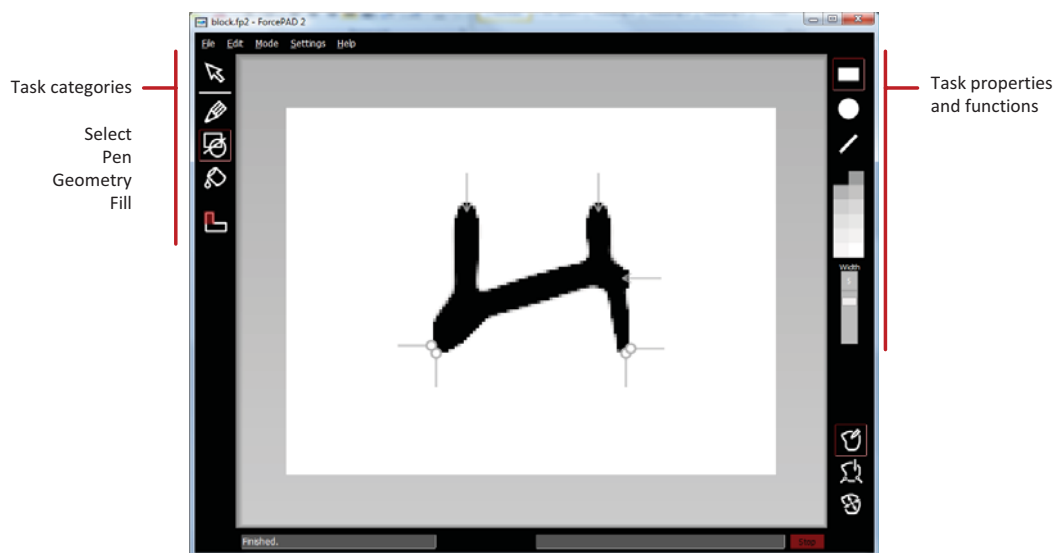 block.fp2 - ForcePAD 2
File Edit Mode Settings Help
Task categories
Select
Pen
Geometry
Fill
Task properties
and functions
Width
Finished.
Stop